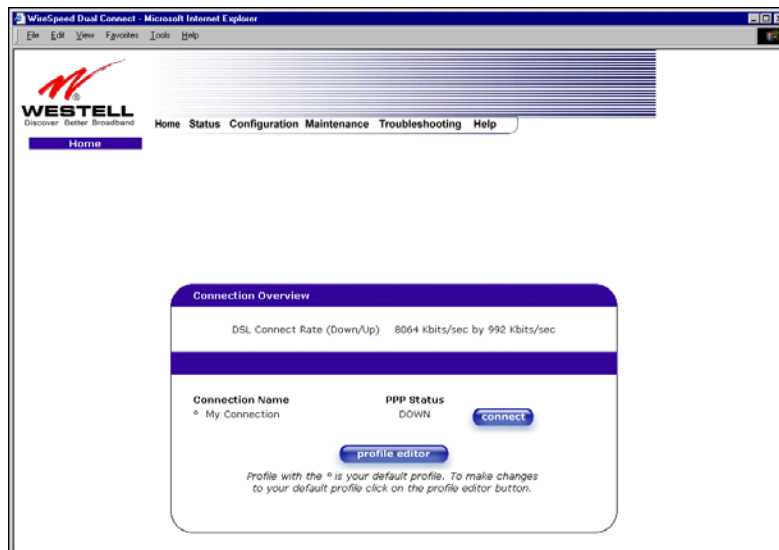 WireSpeed Dual Connect - Microsoft Internet Explorer
File Edit View Favorites Tools Help
WESTELL
®
Discover Better Broadband
Home Status Configuration Maintenance Troubleshooting Help
Home
Connection Overview
DSL Connect Rate (Down/Up) 8064 Kbits/sec by 992 Kbits/sec
Connection Name PPP Status
° My Connection DOWN connect
profile editor
Profile with the ° is your default profile. To make changes
to your default profile click on the profile editor button.